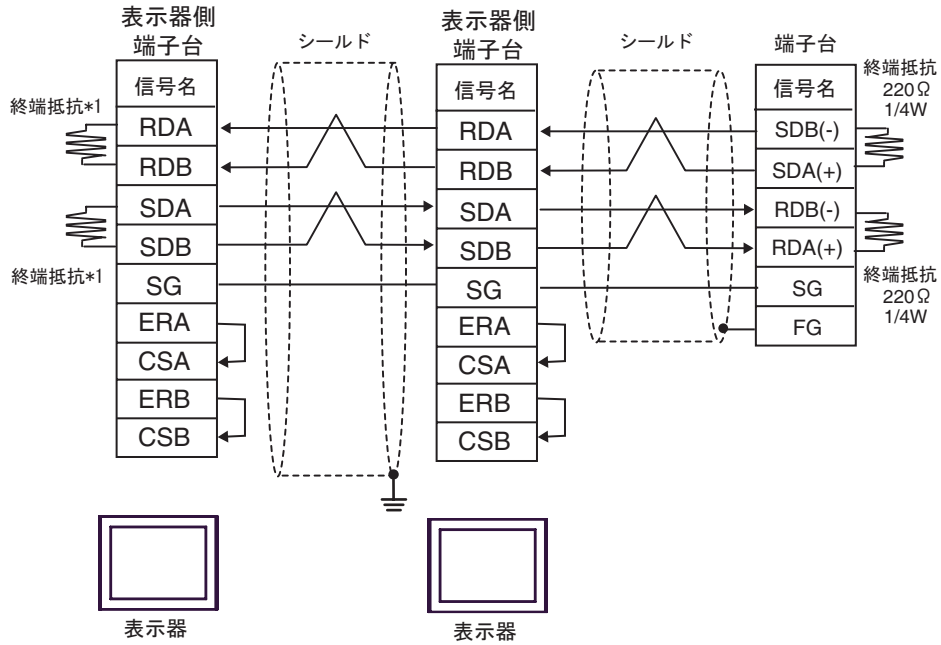 表示器側
端子台
信号名
RDA
RDB
SDA
SDB
SG
ERA
CSA
ERB
CSB
終端抵抗*1
終端抵抗*1
シールド
表示器側
端子台
信号名
RDA
RDB
SDA
SDB
SG
ERA
CSA
ERB
CSB
シールド
端子台
信号名
SDB(-)
SDA(+)
RDB(-)
RDA(+)
SG
FG
終端抵抗
220Ω
1/4W
終端抵抗
220Ω
1/4W
表示器
表示器